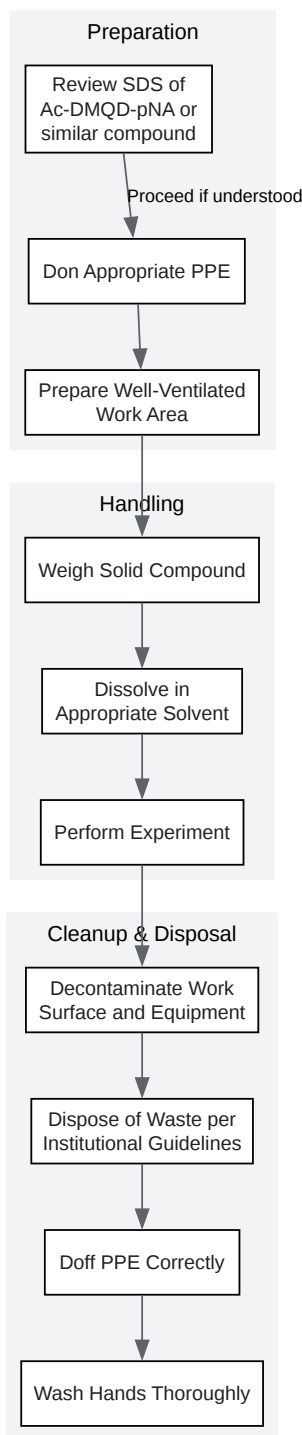 Preparation
Review SDS of
Ac-DMQD-pNA or
similar compound
Proceed if understood
Don Appropriate PPE
Prepare Well-Ventilated
Work Area
Handling
Weigh Solid Compound
Dissolve in
Appropriate Solvent
Perform Experiment
Cleanup & Disposal
Decontaminate Work
Surface and Equipment
Dispose of Waste per
Institutional Guidelines
Doff PPE Correctly
Wash Hands Thoroughly